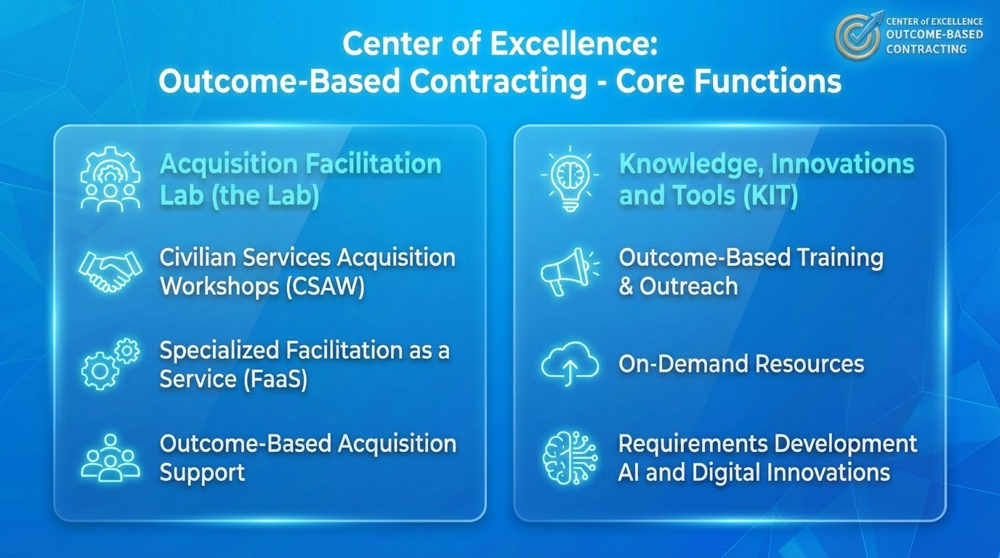 CENTER of EXCELLENCE
OUTCOME-BASED
CONTRACTING
Center of Excellence:
Outcome-Based Contracting - Core Functions
Acquisition Facilitation
Lab (the Lab)
Civilian Services Acquisition
Workshops (CSAW)
Specialized Facilitation as a
Service (FaaS)
Outcome-Based Acquisition
Support
Knowledge, Innovations
and Tools (KIT)
Outcome-Based Training
& Outreach
On-Demand Resources
Requirements Development
AI and Digital Innovations